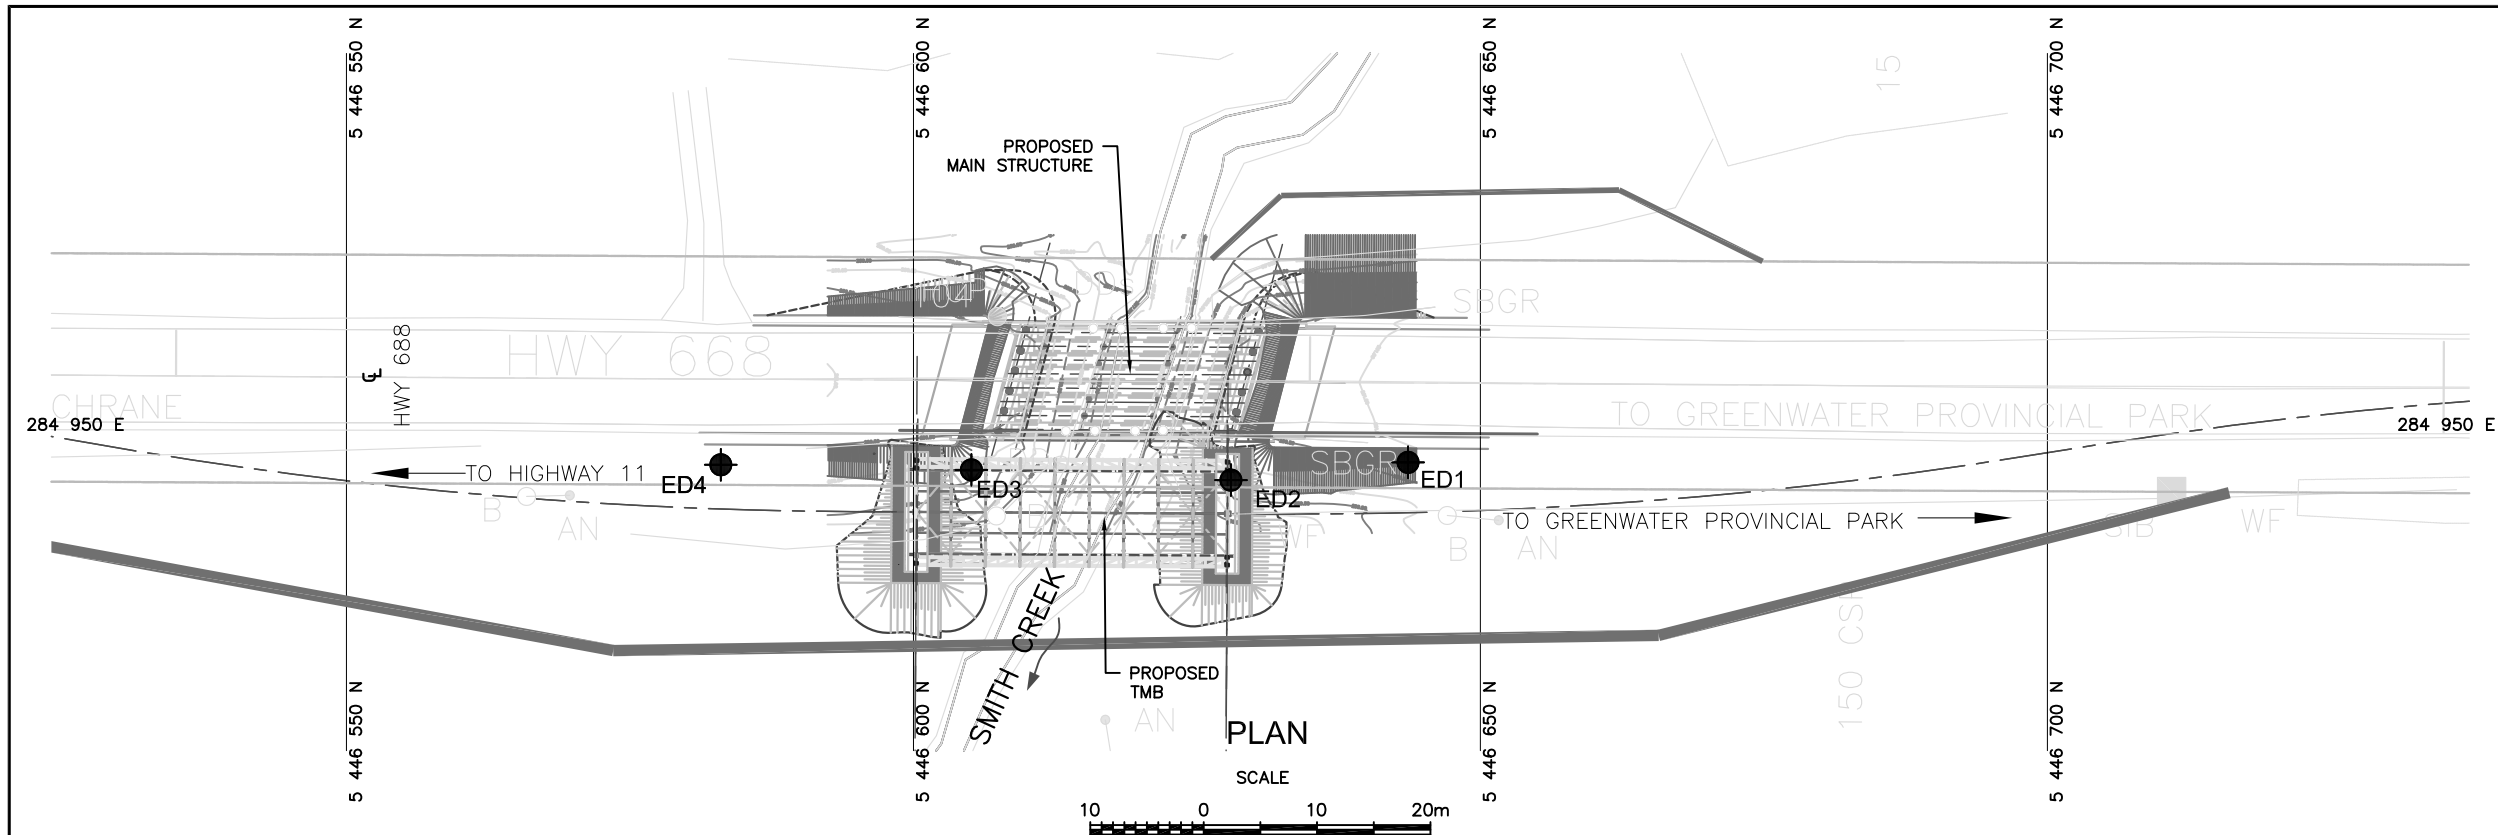 5 446 550 N
5 446 600 N
5 446 650 N
5 446 700 N
15
PROPOSED
MAIN STRUCTURE
SBGR
HWY 688
HWY 668
CHRANE
284 950 E
TO GREENWATER PROVINCIAL PARK
284 950 E
TO HIGHWAY 11
ED4
ED3
ED2
SBGR
ED1
B
AN
WF
TO GREENWATER PROVINCIAL PARK
B
AN
SIB
WF
SMITH CREEK
PROPOSED
TMB
AN
PLAN
SCALE
150 CSP
5 446 550 N
5 446 600 N
5 446 650 N
5 446 700 N
10 0 10 20m